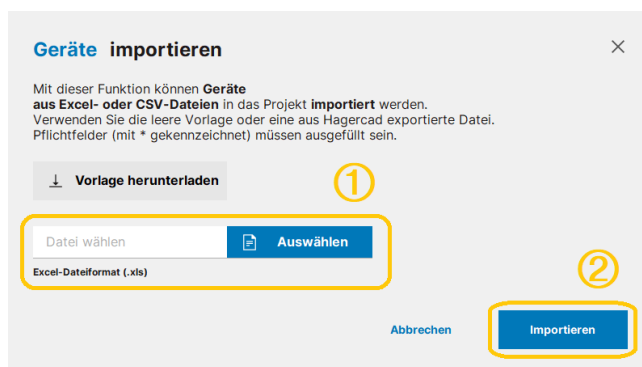 Geräte importieren
Mit dieser Funktion können Geräte
aus Excel- oder CSV-Dateien in das Projekt importiert werden.
Verwenden Sie die leere Vorlage oder eine aus Hagercad exportierte Datei.
Pflichtfelder (mit * gekennzeichnet) müssen ausgefüllt sein.
Vorlage herunterladen
①
Datei wählen Auswählen
Excel-Dateiformat (.xls)
②
Abbrechen Importieren